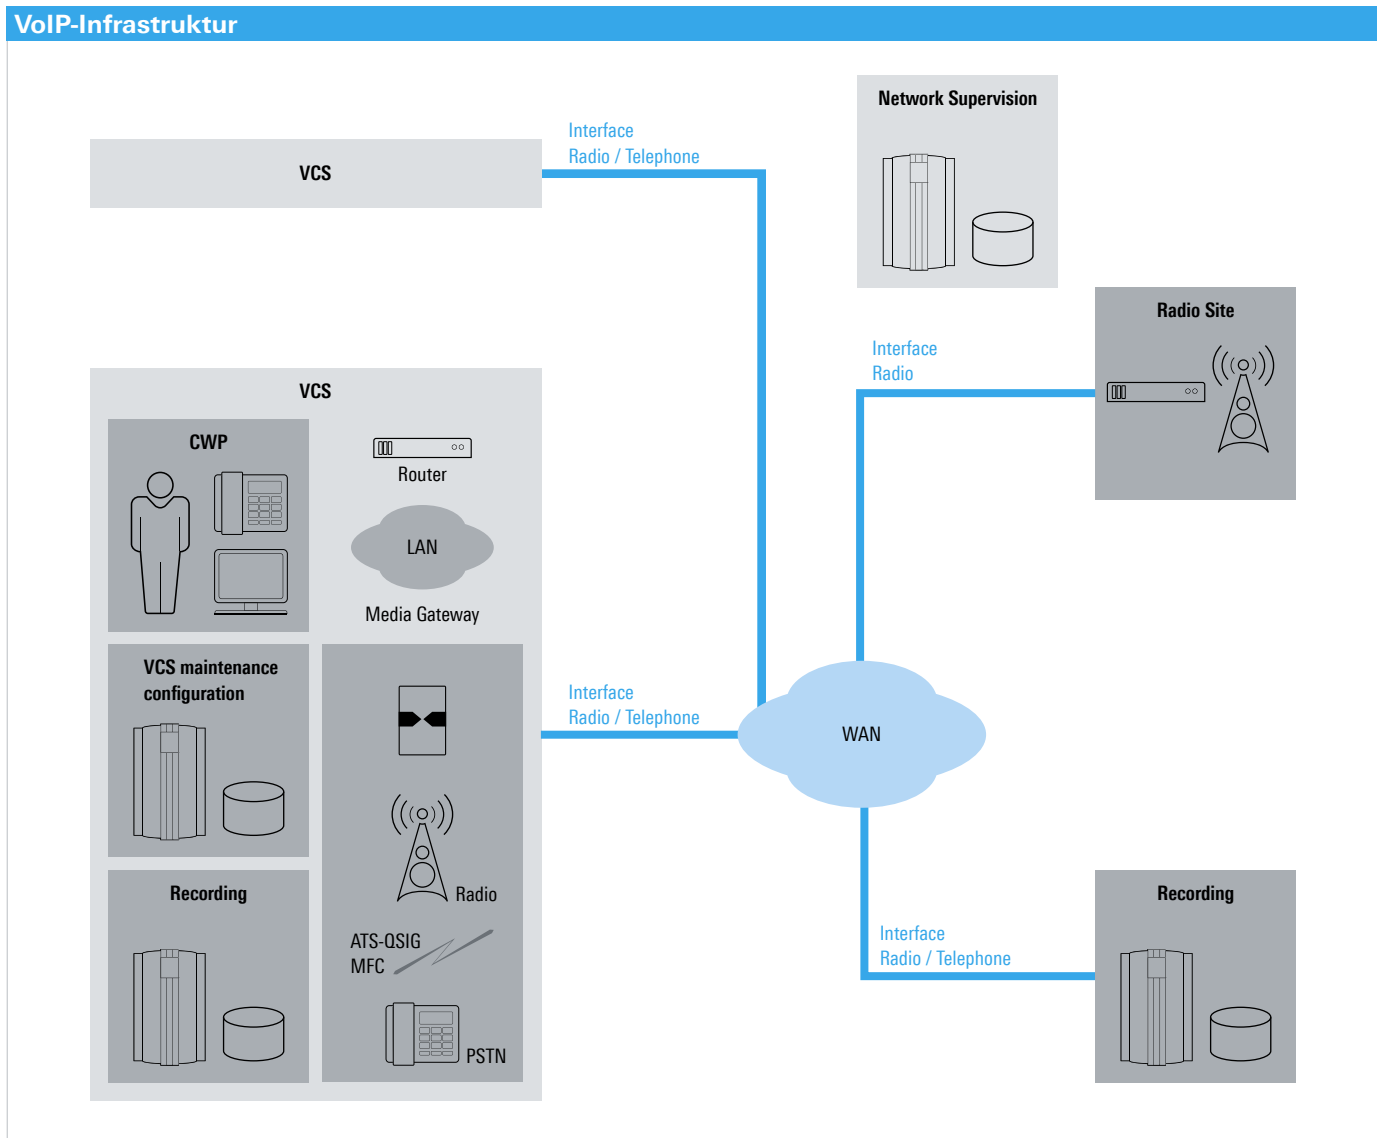 VoIP-Infrastruktur
Network Supervision
Interface
Radio / Telephone
VCS
Radio Site
Interface
Radio
VCS
CWP
Router
LAN
Media Gateway
VCS maintenance
configuration
Interface
Radio / Telephone
WAN
Radio
Recording
Recording
ATS-QSIG
MFC
Interface
Radio / Telephone
PSTN